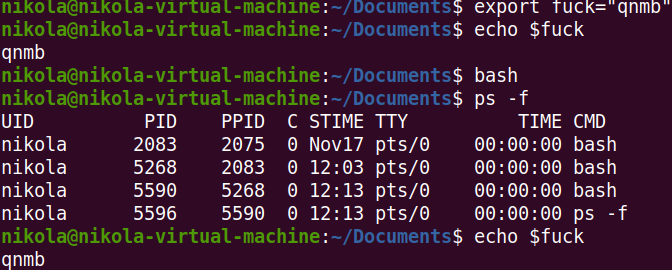 nikola@nikola-virtual-machine:~/Documents$ export fuck="qnmb"
nikola@nikola-virtual-machine:~/Documents$ echo $fuck
qnmb
nikola@nikola-virtual-machine:~/Documents$ bash
nikola@nikola-virtual-machine:~/Documents$ ps -f
UID          PID    PPID  C STIME TTY          TIME CMD
nikola      2083    2075  0 Nov17 pts/0    00:00:00 bash
nikola      5268    2083  0 12:03 pts/0    00:00:00 bash
nikola      5590    5268  0 12:13 pts/0    00:00:00 bash
nikola      5596    5590  0 12:13 pts/0    00:00:00 ps -f
nikola@nikola-virtual-machine:~/Documents$ echo $fuck
qnmb